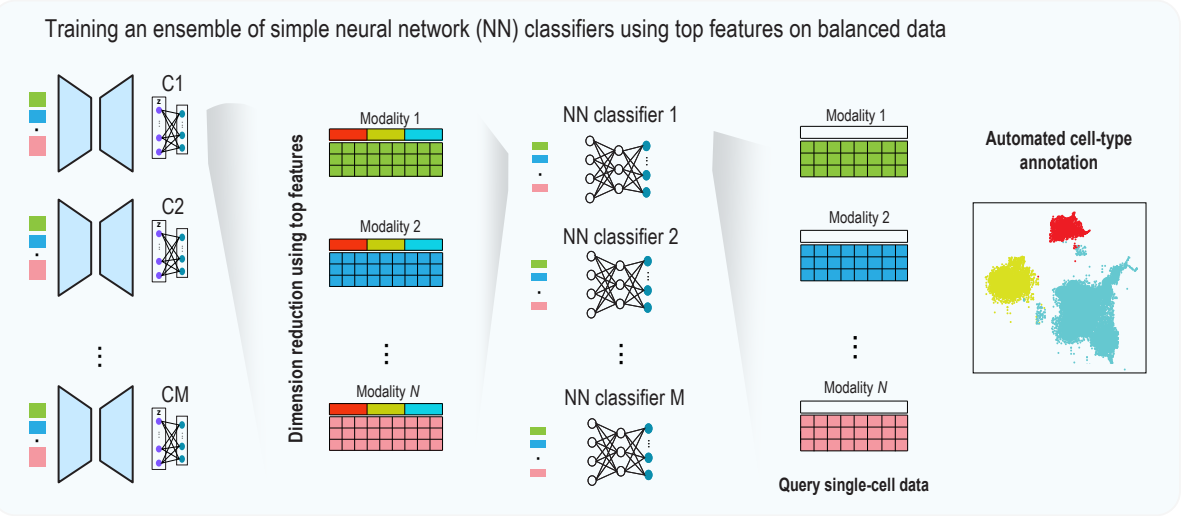 Training an ensemble of simple neural network (NN) classifiers using top features on balanced data
C1
z
C2
z
CM
z
Dimension reduction using top features
Modality 1
Modality 2
Modality N
NN classifier 1
NN classifier 2
NN classifier M
Modality 1
Modality 2
Modality N
Query single-cell data
Automated cell-type
annotation